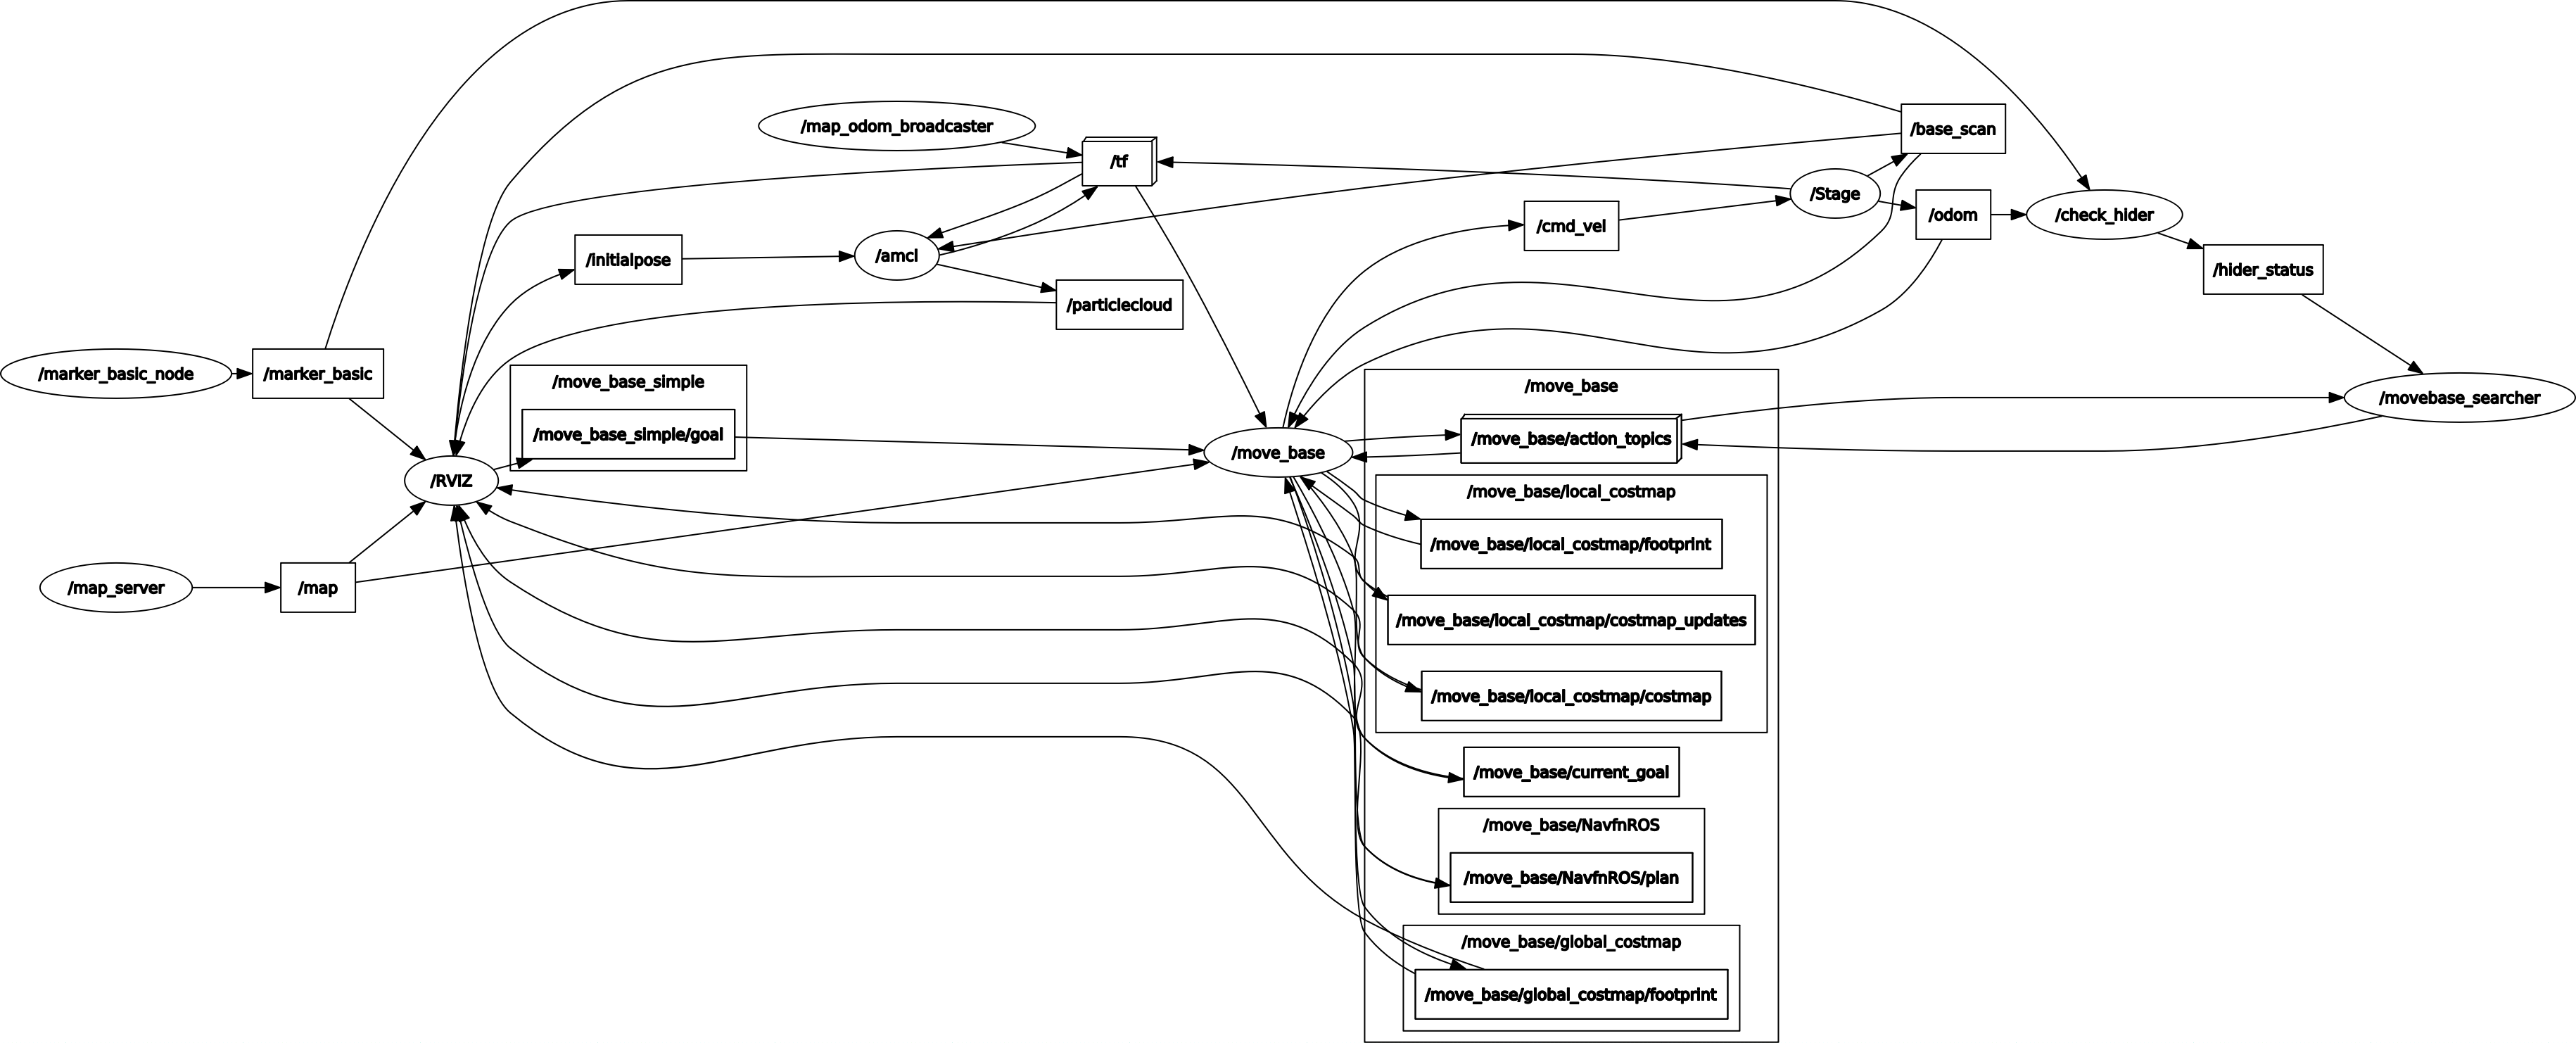 /map_odom_broadcaster
/tf
/base_scan
/Stage
/cmd_vel
/odom
/check_hider
/initialpose
/amcl
/hider_status
/particlecloud
/marker_basic_node
/marker_basic
/move_base_simple
/move_base_simple/goal
/RVIZ
/move_base
/move_base
/move_base/action_topics
/movebase_searcher
/move_base/local_costmap
/move_base/local_costmap/footprint
/map_server
/map
/move_base/local_costmap/costmap_updates
/move_base/local_costmap/costmap
/move_base/current_goal
/move_base/NavfnROS
/move_base/NavfnROS/plan
/move_base/global_costmap
/move_base/global_costmap/footprint